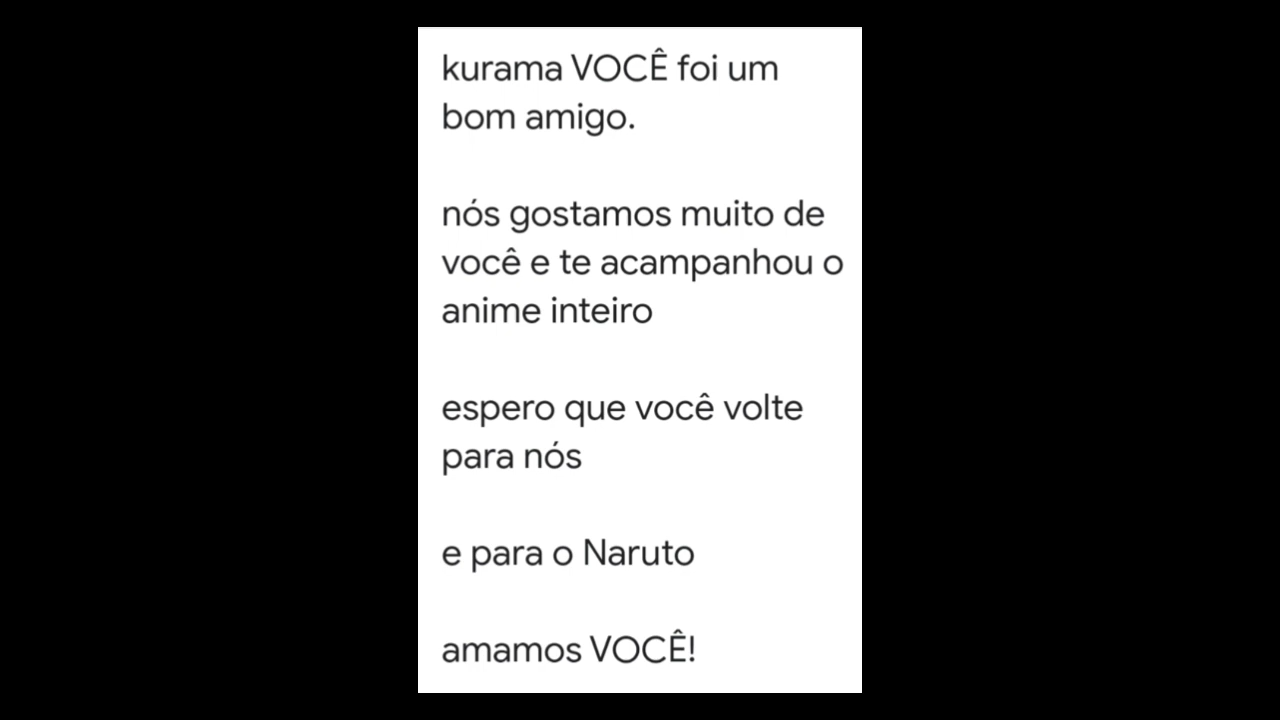 kurama VOCÊ foi um
bom amigo.
nós gostamos muito de
você e te acampanhou o
anime inteiro
espero que você volte
para nós
e para o Naruto
amamos VOCÊ!